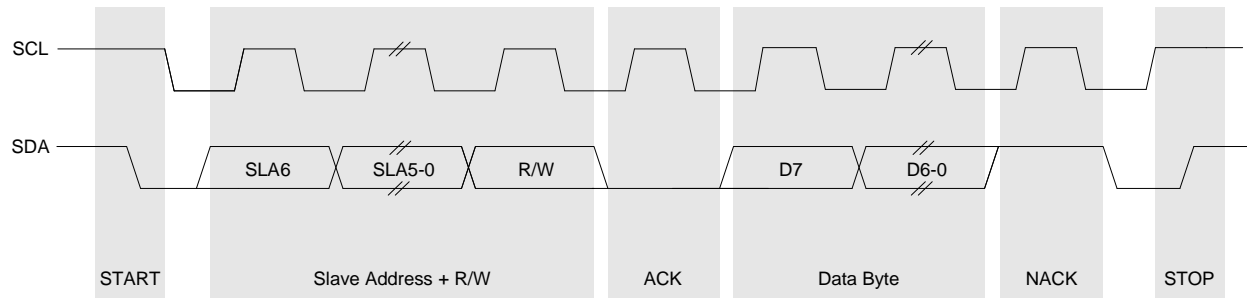 SCL
SDA
SLA6 SLA5-0 R/W D7 D6-0
START Slave Address + R/W ACK Data Byte NACK STOP